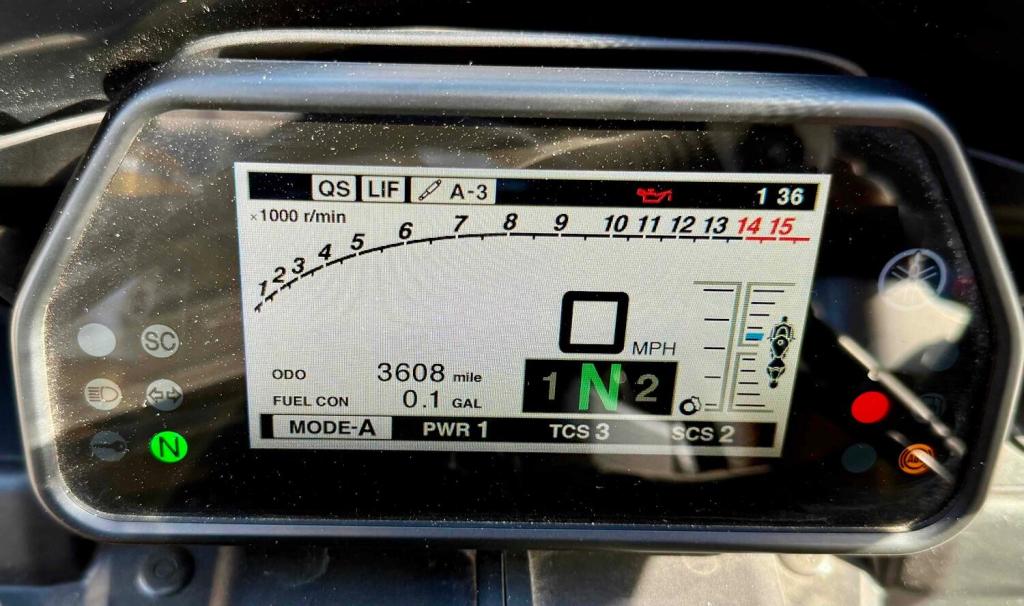 QS LIF A-3 1 36
×1000 r/min
1 2 3 4 5 6 7 8 9 10 11 12 13 14 15
0 MPH
ODO 3608 mile
FUEL CON 0.1 GAL
1 N 2
MODE-A PWR 1 TCS 3 SCS 2
SC
N
ABS